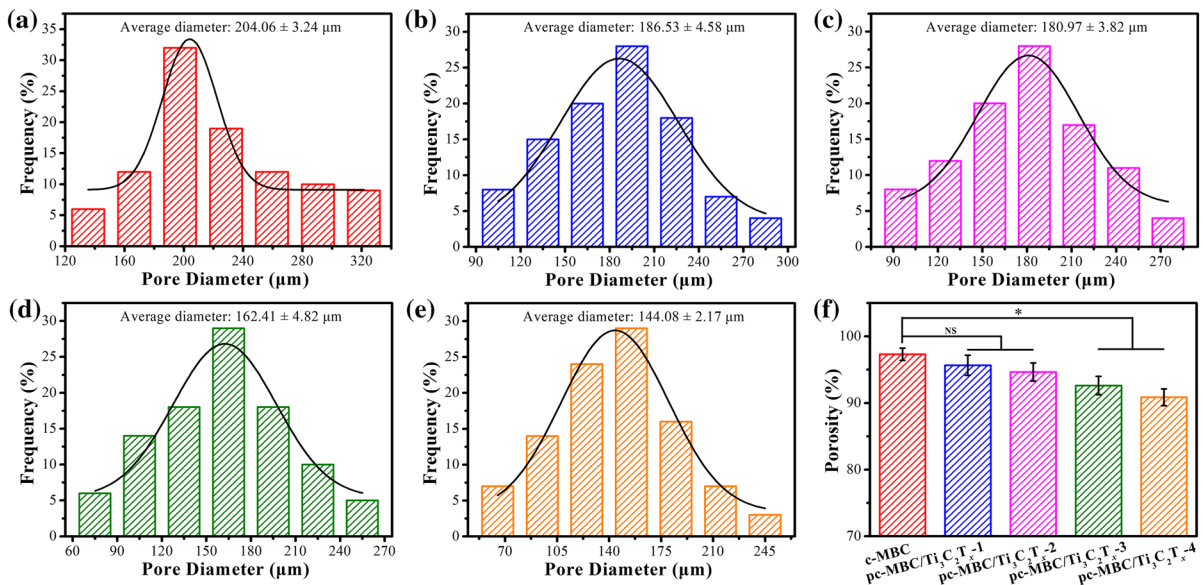 (a)
Average diameter: 204.06 ± 3.24 μm
35
30
25
20
15
10
5
0
Frequency (%)
120 160 200 240 280 320
Pore Diameter (μm)
(b)
Average diameter: 186.53 ± 4.58 μm
30
25
20
15
10
5
0
Frequency (%)
90 120 150 180 210 240 270 300
Pore Diameter (μm)
(c)
Average diameter: 180.97 ± 3.82 μm
30
25
20
15
10
5
0
Frequency (%)
90 120 150 180 210 240 270
Pore Diameter (μm)
(d)
Average diameter: 162.41 ± 4.82 μm
30
25
20
15
10
5
0
Frequency (%)
60 90 120 150 180 210 240 270
Pore Diameter (μm)
(e)
Average diameter: 144.08 ± 2.17 μm
30
25
20
15
10
5
0
Frequency (%)
70 105 140 175 210 245
Pore Diameter (μm)
(f)
*
NS
100
90
80
70
Porosity (%)
c-MBC
pc-MBC/Ti₃C₂Tₓ-1
pc-MBC/Ti₃C₂Tₓ-2
pc-MBC/Ti₃C₂Tₓ-3
pc-MBC/Ti₃C₂Tₓ-4